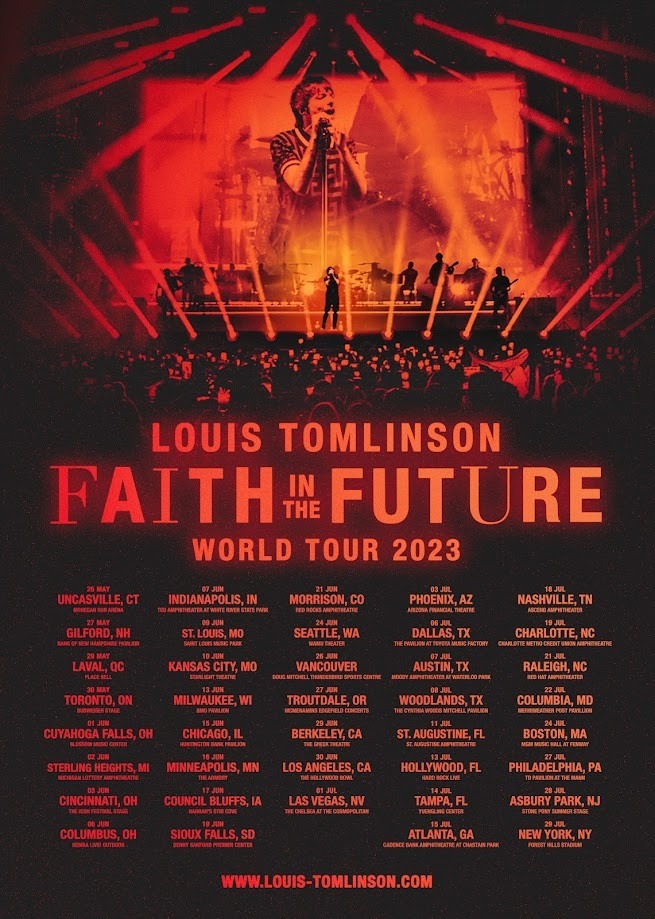 LOUIS TOMLINSON
FAITH IN THE FUTURE
WORLD TOUR 2023
26 MAY
UNCASVILLE, CT
MOHEGAN SUN ARENA
27 MAY
GILFORD, NH
BANK OF NEW HAMPSHIRE PAVILION
29 MAY
LAVAL, QC
PLACE BELL
30 MAY
TORONTO, ON
BUDWEISER STAGE
01 JUN
CUYAHOGA FALLS, OH
BLOSSOM MUSIC CENTER
02 JUN
STERLING HEIGHTS, MI
MICHIGAN LOTTERY AMPHITHEATRE
03 JUN
CINCINNATI, OH
THE ICON FESTIVAL STAGE
06 JUN
COLUMBUS, OH
KEMBA LIVE! OUTDOOR
07 JUN
INDIANAPOLIS, IN
TCU AMPHITHEATER AT WHITE RIVER STATE PARK
09 JUN
ST. LOUIS, MO
SAINT LOUIS MUSIC PARK
10 JUN
KANSAS CITY, MO
STARLIGHT THEATRE
13 JUN
MILWAUKEE, WI
BMO PAVILION
15 JUN
CHICAGO, IL
HUNTINGTON BANK PAVILION
16 JUN
MINNEAPOLIS, MN
THE ARMORY
17 JUN
COUNCIL BLUFFS, IA
HARRAH'S STIR COVE
19 JUN
SIOUX FALLS, SD
DENNY SANFORD PREMIER CENTER
21 JUN
MORRISON, CO
RED ROCKS AMPHITHEATRE
24 JUN
SEATTLE, WA
WAMU THEATER
26 JUN
VANCOUVER
DOUG MITCHELL THUNDERBIRD SPORTS CENTRE
27 JUN
TROUTDALE, OR
MCMENAMINS EDGEFIELD CONCERTS
29 JUN
BERKELEY, CA
THE GREEK THEATRE
30 JUN
LOS ANGELES, CA
THE HOLLYWOOD BOWL
01 JUL
LAS VEGAS, NV
THE CHELSEA AT THE COSMOPOLITAN
03 JUL
PHOENIX, AZ
ARIZONA FINANCIAL THEATRE
06 JUL
DALLAS, TX
THE PAVILION AT TOYOTA MUSIC FACTORY
07 JUL
AUSTIN, TX
MOODY AMPHITHEATER AT WATERLOO PARK
08 JUL
WOODLANDS, TX
THE CYNTHIA WOODS MITCHELL PAVILION
11 JUL
ST. AUGUSTINE, FL
ST. AUGUSTINE AMPHITHEATRE
13 JUL
HOLLYWOOD, FL
HARD ROCK LIVE
14 JUL
TAMPA, FL
YUENGLING CENTER
15 JUL
ATLANTA, GA
CADENCE BANK AMPHITHEATRE AT CHASTAIN PARK
18 JUL
NASHVILLE, TN
ASCEND AMPHITHEATER
19 JUL
CHARLOTTE, NC
CHARLOTTE METRO CREDIT UNION AMPHITHEATRE
21 JUL
RALEIGH, NC
RED HAT AMPHITHEATER
22 JUL
COLUMBIA, MD
MERRIWEATHER POST PAVILLION
24 JUL
BOSTON, MA
MGM MUSIC HALL AT FENWAY
27 JUL
PHILADELPHIA, PA
TD PAVILION AT THE MANN
28 JUL
ASBURY PARK, NJ
STONE PONY SUMMER STAGE
29 JUL
NEW YORK, NY
FOREST HILLS STADIUM
WWW.LOUIS-TOMLINSON.COM